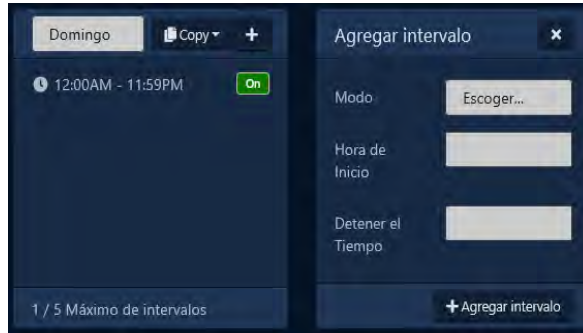 Domingo
Copy
+
12:00AM - 11:59PM
On
1 / 5 Máximo de intervalos
Agregar intervalo
×
Modo
Escoger...
Hora de
Inicio
Detener el
Tiempo
+ Agregar intervalo